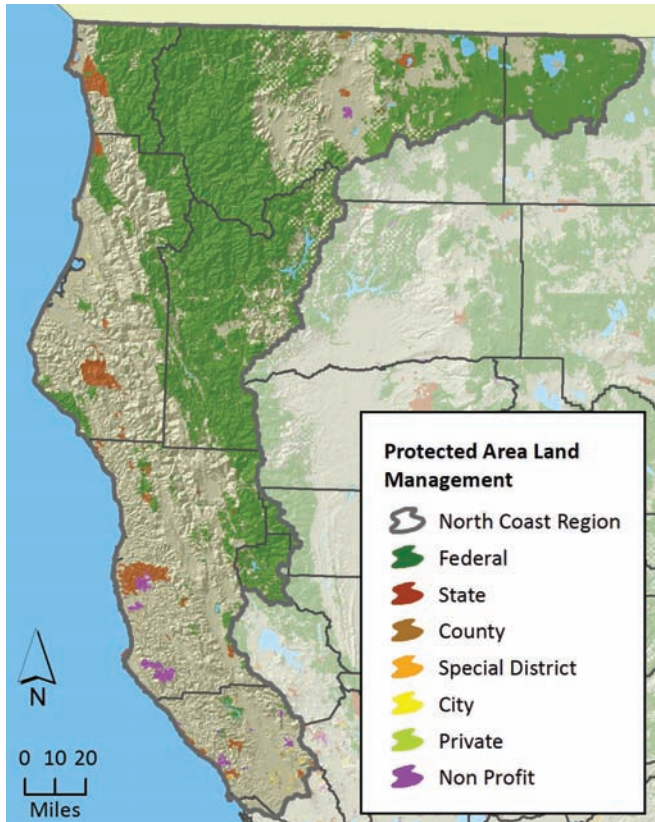 Protected Area Land
Management
North Coast Region
Federal
State
County
Special District
City
Private
Non Profit
N
0 10 20
Miles